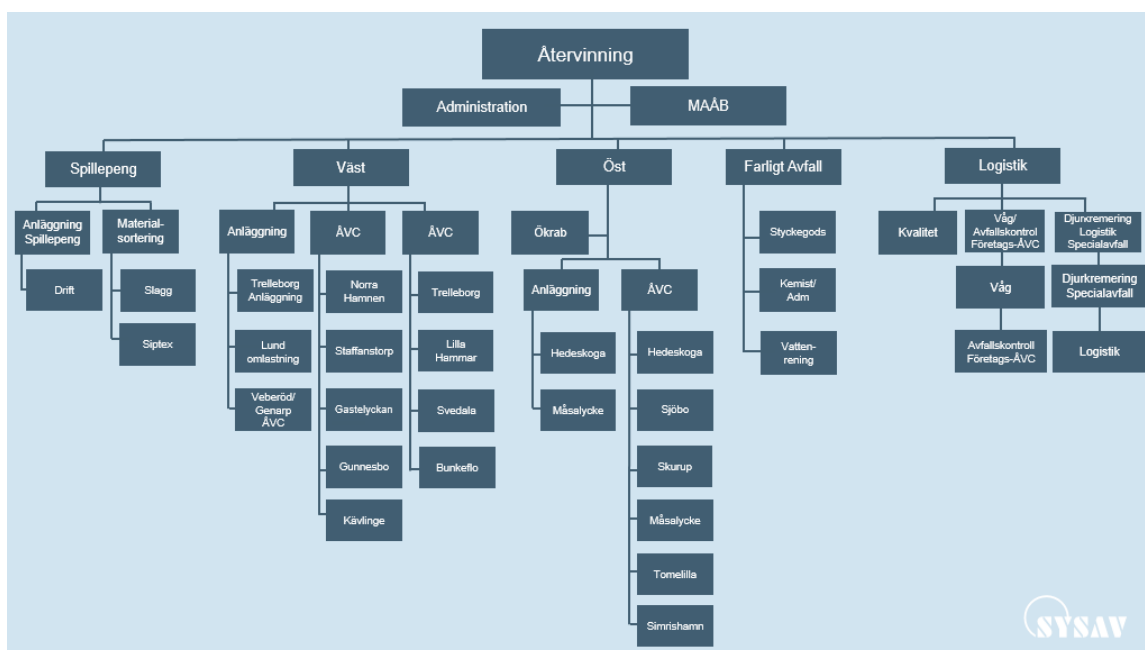 Återvinning
Administration
MAÅB
Spillepeng
Väst
Öst
Farligt Avfall
Logistik
Anläggning
Spillepeng
Material-
sortering
Drift
Slagg
Siptex
Anläggning
ÅVC
ÅVC
Trelleborg
Anläggning
Lund
omlastning
Veberöd/
Genarp
ÅVC
Norra
Hamnen
Staffanstorp
Gastelyckan
Gunnesbo
Kävlinge
Trelleborg
Lilla
Hammar
Svedala
Bunkeflo
Ökrab
Anläggning
ÅVC
Hedeskoga
Måsalycke
Hedeskoga
Sjöbo
Skurup
Måsalycke
Tomelilla
Simrishamn
Styckegods
Kemist/
Adm
Vatten-
rening
Kvalitet
Våg/
Avfallskontrol
Företags-ÅVC
Våg
Avfallskontroll
Företags-ÅVC
Djurkremering
Logistik
Specialavfall
Djurkremering
Specialavfall
Logistik
SYSAV